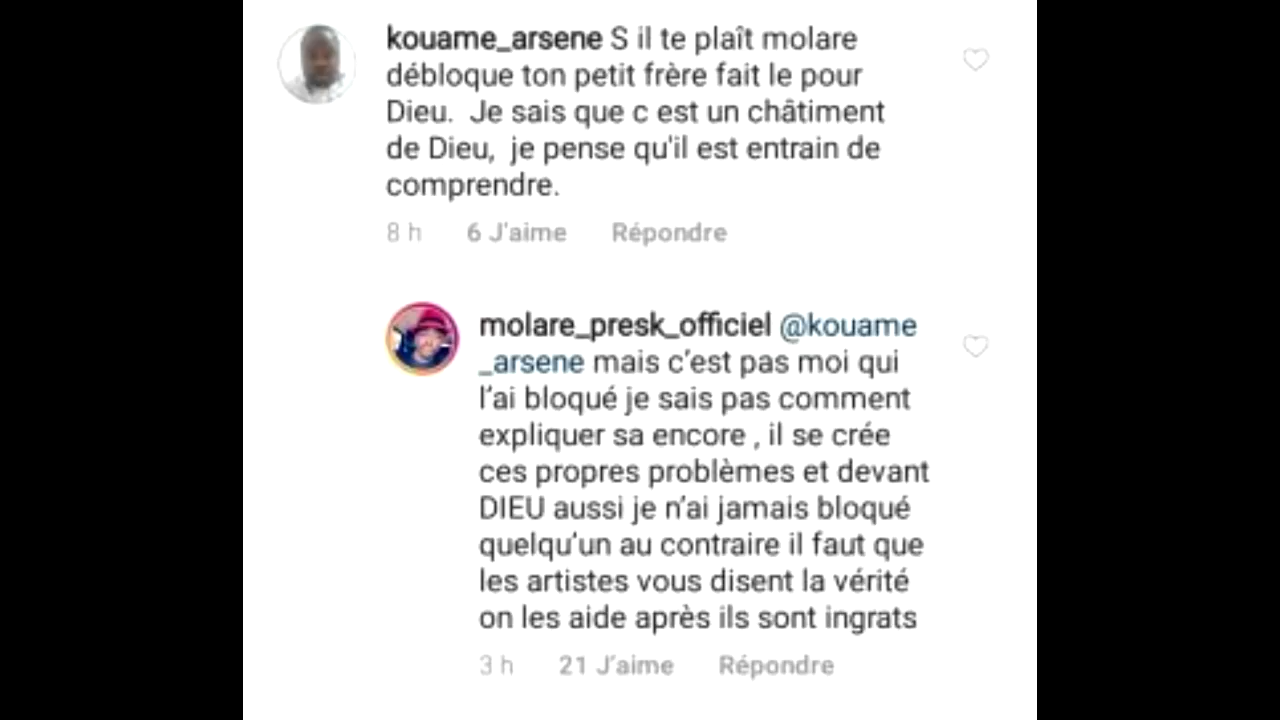 kouame_arsene S il te plaît molare
débloque ton petit frère fait le pour
Dieu.  Je sais que c est un châtiment
de Dieu,  je pense qu'il est entrain de
comprendre.
8 h 6 J'aime Répondre
molare_presk_officiel @kouame
_arsene mais c’est pas moi qui
l’ai bloqué je sais pas comment
expliquer sa encore , il se crée
ces propres problèmes et devant
DIEU aussi je n’ai jamais bloqué
quelqu’un au contraire il faut que
les artistes vous disent la vérité
on les aide après ils sont ingrats
3 h 21 J’aime Répondre